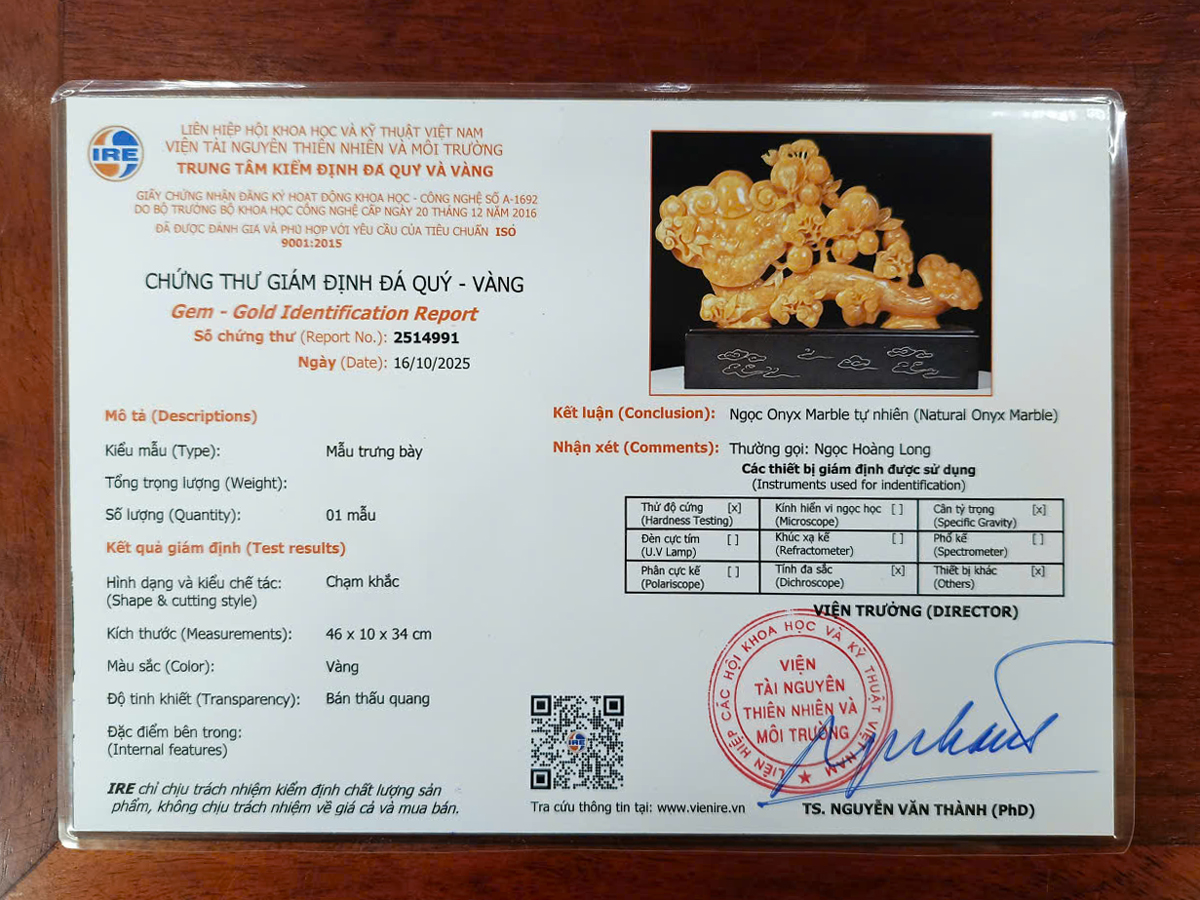 IRE
LIÊN HIỆP HỘI KHOA HỌC VÀ KỸ THUẬT VIỆT NAM
VIỆN TÀI NGUYÊN THIÊN NHIÊN VÀ MÔI TRƯỜNG
TRUNG TÂM KIỂM ĐỊNH ĐÁ QUÝ VÀ VÀNG
GIẤY CHỨNG NHẬN ĐĂNG KÝ HOẠT ĐỘNG KHOA HỌC - CÔNG NGHỆ SỐ A-1692
DO BỘ TRƯỞNG BỘ KHOA HỌC CÔNG NGHỆ CẤP NGÀY 20 THÁNG 12 NĂM 2016
ĐÃ ĐƯỢC ĐÁNH GIÁ VÀ PHÙ HỢP VỚI YÊU CẦU CỦA TIÊU CHUẨN ISO
9001:2015
CHỨNG THƯ GIÁM ĐỊNH ĐÁ QUÝ - VÀNG
Gem - Gold Identification Report
Số chứng thư (Report No.): 2514991
Ngày (Date): 16/10/2025
Mô tả (Descriptions)
Kiểu mẫu (Type): Mẫu trưng bày
Tổng trọng lượng (Weight):
Số lượng (Quantity): 01 mẫu
Kết quả giám định (Test results)
Hình dạng và kiểu chế tác: Chạm khắc
(Shape & cutting style)
Kích thước (Measurements): 46 x 10 x 34 cm
Màu sắc (Color): Vàng
Độ tinh khiết (Transparency): Bán thấu quang
Đặc điểm bên trong:
(Internal features)
IRE chỉ chịu trách nhiệm kiểm định chất lượng sản
phẩm, không chịu trách nhiệm về giá cả và mua bán.
Kết luận (Conclusion): Ngọc Onyx Marble tự nhiên (Natural Onyx Marble)
Nhận xét (Comments): Thường gọi: Ngọc Hoàng Long
Các thiết bị giám định được sử dụng
(Instruments used for indentification)
Thử độ cứng [x] Kính hiển vi ngọc học [ ] Cân tỷ trọng [x]
(Hardness Testing) (Microscope) (Specific Gravity)
Đèn cực tím [ ] Khúc xạ kế [ ] Phổ kế [ ]
(U.V Lamp) (Refractometer) (Spectrometer)
Phân cực kế [ ] Tính đa sắc [x] Thiết bị khác [x]
(Polariscope) (Dichroscope) (Others)
VIỆN TRƯỞNG (DIRECTOR)
LIÊN HIỆP CÁC HỘI KHOA HỌC VÀ KỸ THUẬT VIỆT NAM
VIỆN
TÀI NGUYÊN
THIÊN NHIÊN VÀ
MÔI TRƯỜNG
IRE
Tra cứu thông tin tại: www.vienire.vn
TS. NGUYỄN VĂN THÀNH (PhD)